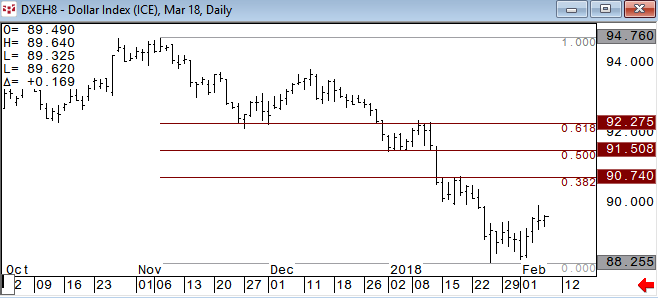 DXEH8 - Dollar Index (ICE), Mar 18, Daily
O= 89.490
H= 89.640
L= 89.325
L= 89.620
Δ= +0.169
94.760
1.000
94.000
92.275
0.618
92.000
91.508
0.500
90.740
0.382
90.000
88.255
0.000
Oct Nov Dec 2018 Feb
2 09 16 23 01 06 13 20 27 04 11 18 26 02 08 15 22 29 01 12